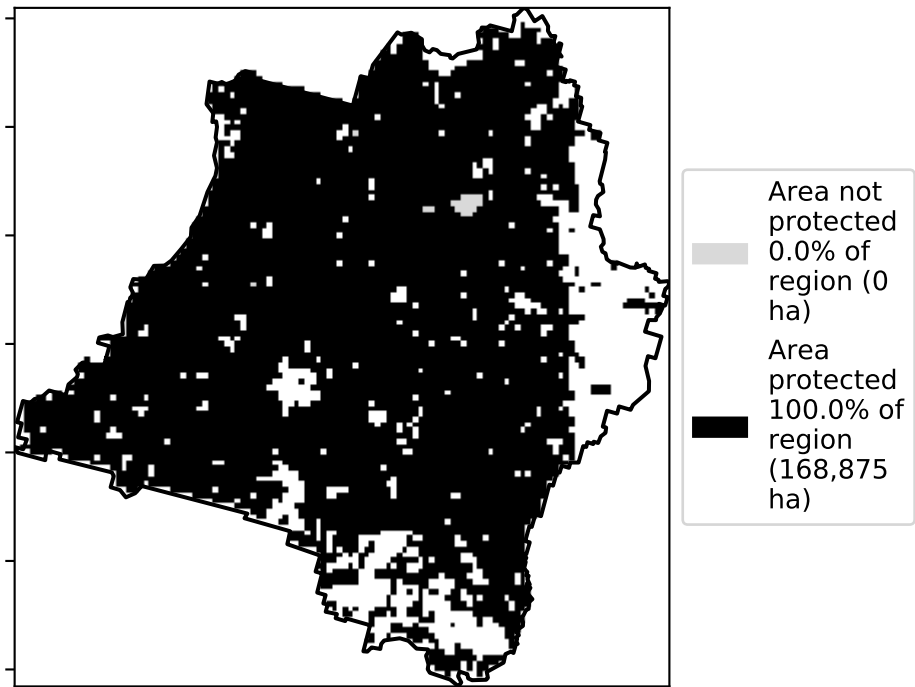 Area not
protected
0.0% of
region (0
ha)
Area
protected
100.0% of
region
(168,875
ha)